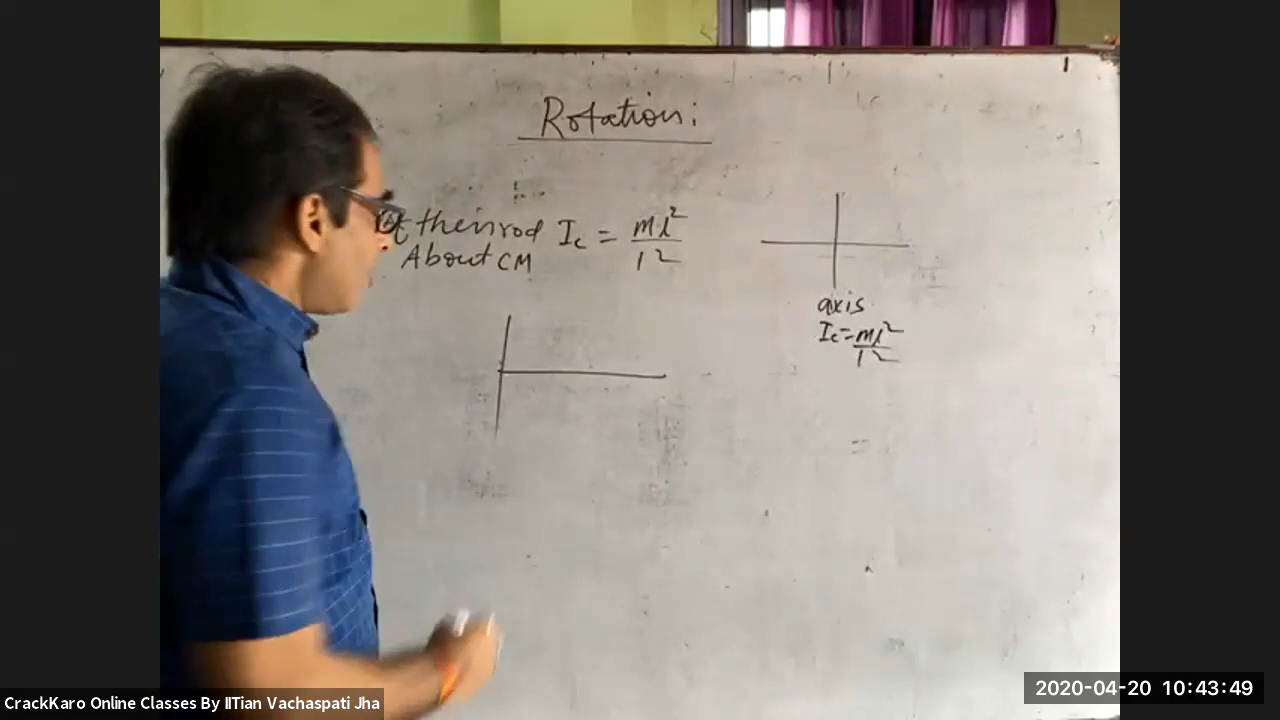 Rotation:
of thin rod Ic = ml²/12
About CM
axis
Ic = ml²/12
CrackKaro Online Classes By IITian Vachaspati Jha
2020-04-20 10:43:49